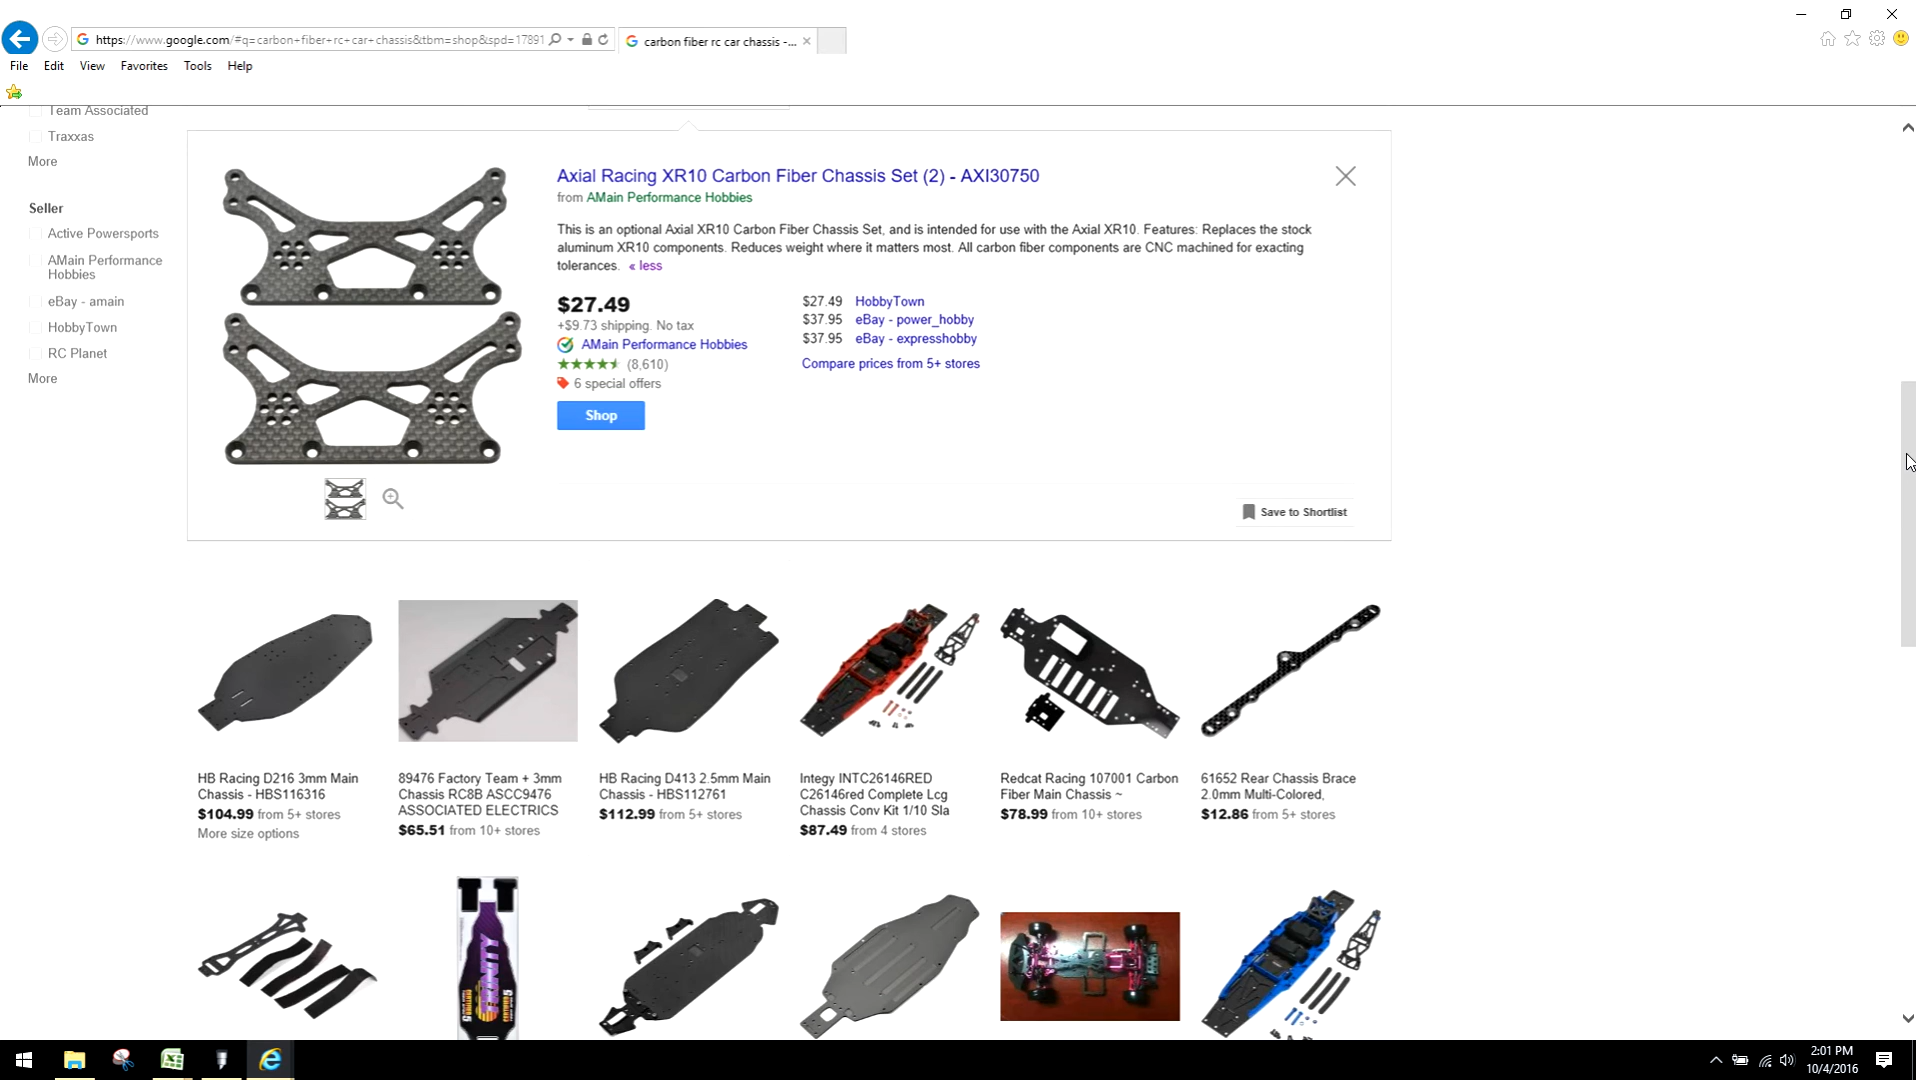 https://www.google.com/#q=carbon+fiber+rc+car+chassis&tbm=shop&spd=17891
carbon fiber rc car chassis -...
File Edit View Favorites Tools Help
Team Associated
Traxxas
More
Seller
Active Powersports
AMain Performance
Hobbies
eBay - amain
HobbyTown
RC Planet
More
Axial Racing XR10 Carbon Fiber Chassis Set (2) - AXI30750
from AMain Performance Hobbies
This is an optional Axial XR10 Carbon Fiber Chassis Set, and is intended for use with the Axial XR10. Features: Replaces the stock
aluminum XR10 components. Reduces weight where it matters most. All carbon fiber components are CNC machined for exacting
tolerances. « less
$27.49
+$9.73 shipping. No tax
AMain Performance Hobbies
(8,610)
6 special offers
Shop
$27.49 HobbyTown
$37.95 eBay - power_hobby
$37.95 eBay - expresshobby
Compare prices from 5+ stores
Save to Shortlist
HB Racing D216 3mm Main
Chassis - HBS116316
$104.99 from 5+ stores
More size options
89476 Factory Team + 3mm
Chassis RC8B ASCC9476
ASSOCIATED ELECTRICS
$65.51 from 10+ stores
HB Racing D413 2.5mm Main
Chassis - HBS112761
$112.99 from 5+ stores
Integy INTC26146RED
C26146red Complete Lcg
Chassis Conv Kit 1/10 Sla
$87.49 from 4 stores
Redcat Racing 107001 Carbon
Fiber Main Chassis ~
$78.99 from 10+ stores
61652 Rear Chassis Brace
2.0mm Multi-Colored,
$12.86 from 5+ stores
TRINITY
2:01 PM
10/4/2016